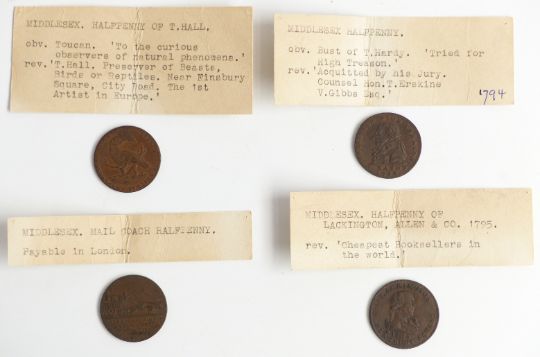 MIDDLESEX. HALFPENNY OF T.HALL.
obv. Toucan. 'To the curious
observers of natural phenomena.'
rev.'T.Hall. Preserver of Beasts,
Birds or Reptiles. Near Finsbury
Square, City Road. The 1st
Artist in Europe.'
MIDDLESEX HALFPENNY.
obv. Bust of T.Hardy. 'Tried for
High Treason.'
rev.'Acquitted by his Jury.
Counsel Hon.T.Erskine
V.Gibbs Esq.'
'794
MIDDLESEX. MAIL COACH HALFPENNY.
Payable in London.
MIDDLESEX. HALFPENNY OF
LACKINGTON, ALLEN & CO. 1795.
rev. 'Cheapest Booksellers in
the world.'